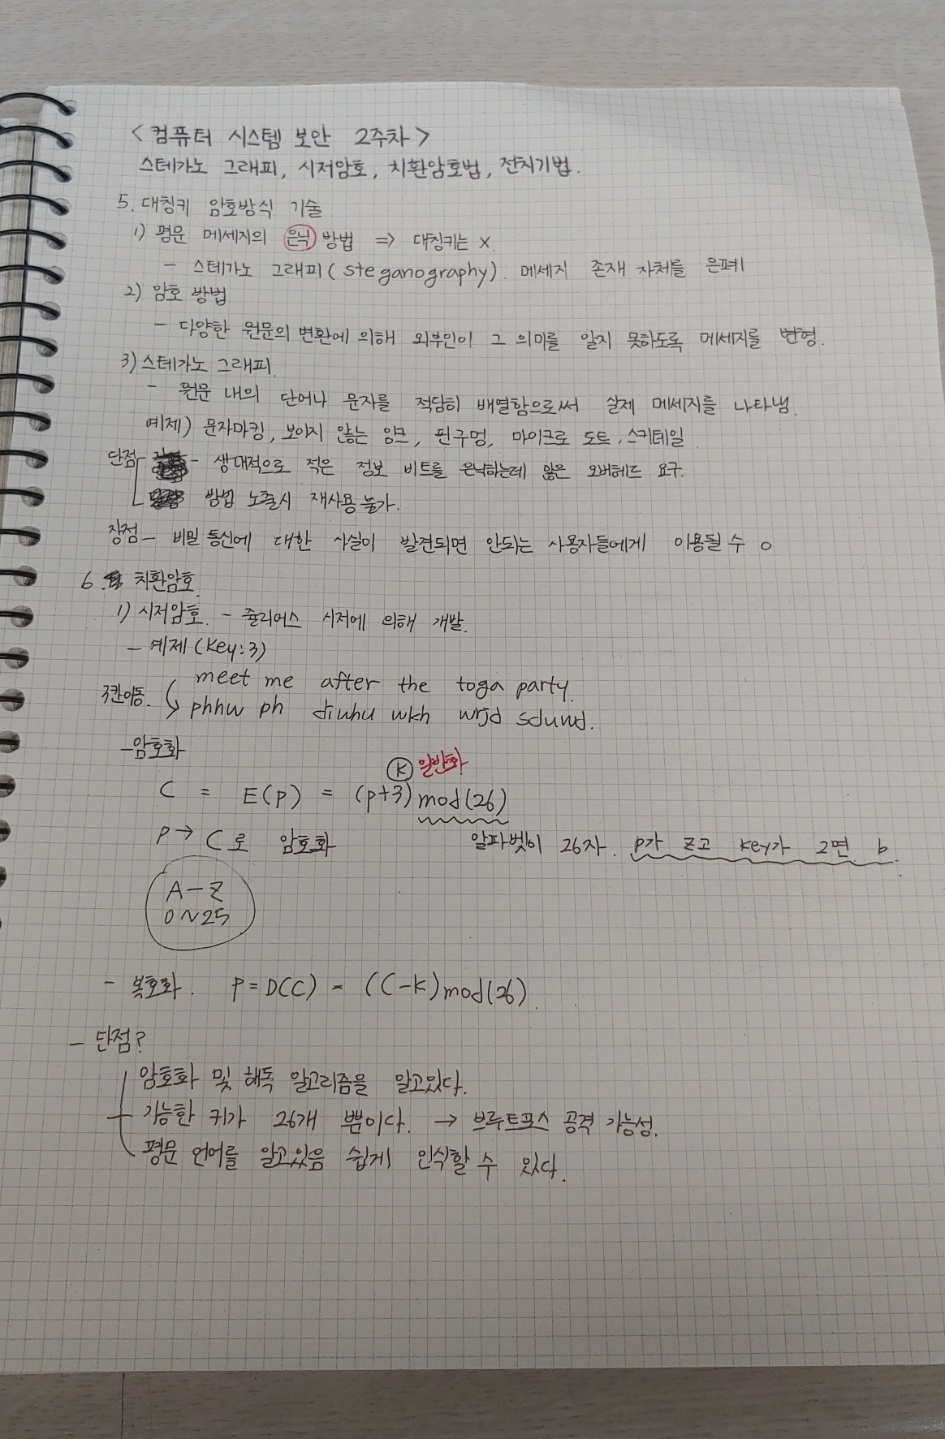 <컴퓨터 시스템 보안 2주차>
스테가노 그래피, 시저암호, 치환암호법, 전치기법.
5. 대칭키 암호방식 기술
1) 평문 메세지의 은닉 방법 ⇒ 대칭키는 x.
- 스테가노 그래피(steganography). 메세지 존재 자체를 은폐
2) 암호 방법
- 다양한 원문의 변환에 의해 외부인이 그 의미를 알지 못하도록 메세지를 변형.
3) 스테가노 그래피.
- 원문 내의 단어나 문자를 적당히 배열함으로써 실제 메세지를 나타냄.
예제) 문자마킹, 보이지 않는 잉크, 핀구멍, 마이크로 도트, 스키테일
단점 - 상대적으로 적은 정보 비트를 은닉하는데 많은 오버헤드 요구.
방법 노출시 재사용 불가.
장점 - 비밀 통신에 대한 사실이 발견되면 안되는 사용자들에게 이용될 수 o
6. 치환암호.
1) 시저암호. - 쥴리어스 시저에 의해 개발.
- 예제(key:3)
meet me after the toga party.
3칸이동. phhw ph diwhu wkh wrjd sduwd.
- 암호화
K 일반화
C = E(p) = (p+3) mod(26)
P → C로 암호화 알파벳이 26자. p가 z고 key가 2면 b.
A-Z
0~25
- 복호화. P=D(C) = (C-K)mod(26).
- 단점?
암호화 및 해독 알고리즘을 알고있다.
가능한 키가 26개 뿐이다. → 브루트포스 공격 가능성.
평문 언어를 알고있음 쉽게 인식할 수 있다.